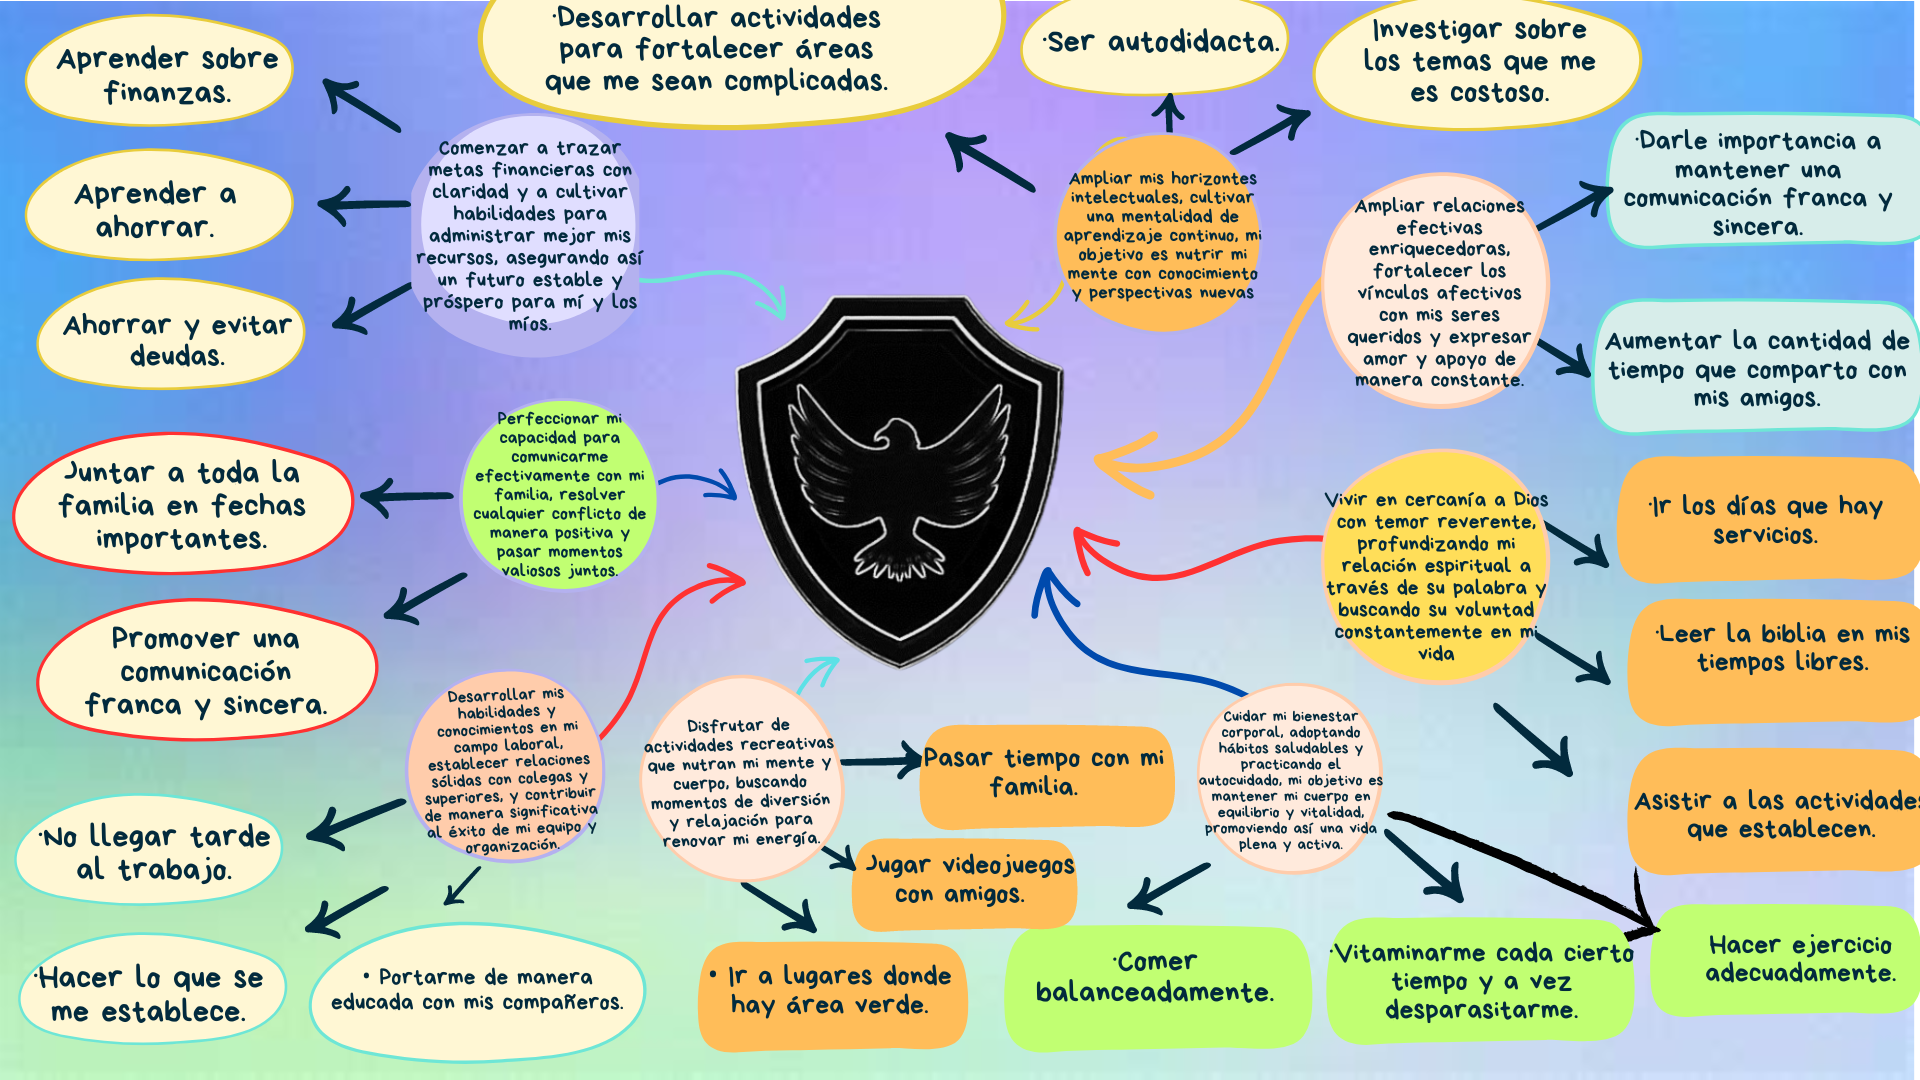 Aprender sobre
finanzas.
Aprender a
ahorrar.
Ahorrar y evitar
deudas.
Comenzar a trazar
metas financieras con
claridad y a cultivar
habilidades para
administrar mejor mis
recursos, asegurando así
un futuro estable y
próspero para mí y los
míos.
·Desarrollar actividades
para fortalecer áreas
que me sean complicadas.
·Ser autodidacta.
Investigar sobre
los temas que me
es costoso.
Ampliar mis horizontes
intelectuales, cultivar
una mentalidad de
aprendizaje continuo, mi
objetivo es nutrir mi
mente con conocimiento
y perspectivas nuevas
Ampliar relaciones
efectivas
enriquecedoras,
fortalecer los
vínculos afectivos
con mis seres
queridos y expresar
amor y apoyo de
manera constante.
·Darle importancia a
mantener una
comunicación franca y
sincera.
Aumentar la cantidad de
tiempo que comparto con
mis amigos.
Juntar a toda la
familia en fechas
importantes.
Promover una
comunicación
franca y sincera.
Perfeccionar mi
capacidad para
comunicarme
efectivamente con mi
familia, resolver
cualquier conflicto de
manera positiva y
pasar momentos
valiosos juntos.
Vivir en cercanía a Dios
con temor reverente,
profundizando mi
relación espiritual a
través de su palabra y
buscando su voluntad
constantemente en mi
vida
·Ir los días que hay
servicios.
·Leer la biblia en mis
tiempos libres.
Asistir a las actividades
que establecen.
Desarrollar mis
habilidades y
conocimientos en mi
campo laboral,
establecer relaciones
sólidas con colegas y
superiores, y contribuir
de manera significativa
al éxito de mi equipo y
organización.
·No llegar tarde
al trabajo.
·Hacer lo que se
me establece.
• Portarme de manera
educada con mis compañeros.
Disfrutar de
actividades recreativas
que nutran mi mente y
cuerpo, buscando
momentos de diversión
y relajación para
renovar mi energía.
Pasar tiempo con mi
familia.
Jugar videojuegos
con amigos.
• Ir a lugares donde
hay área verde.
Cuidar mi bienestar
corporal, adoptando
hábitos saludables y
practicando el
autocuidado, mi objetivo es
mantener mi cuerpo en
equilibrio y vitalidad,
promoviendo así una vida
plena y activa.
·Comer
balanceadamente.
·Vitaminarme cada cierto
tiempo y a vez
desparasitarme.
Hacer ejercicio
adecuadamente.